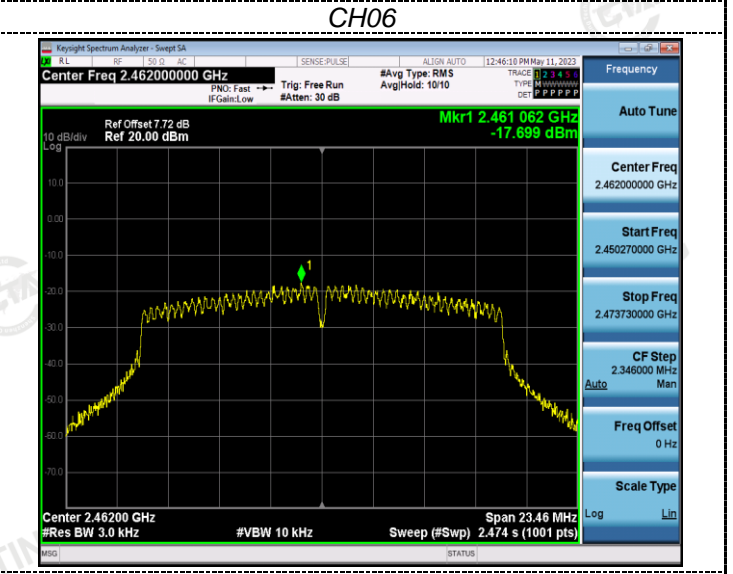 CH06
Keysight Spectrum Analyzer - Swept SA
RL RF 50 Ω AC SENSE:PULSE ALIGN AUTO 12:46:10 PM May 11, 2023
Center Freq 2.462000000 GHz
PNO: Fast
IFGain:Low
Trig: Free Run
#Atten: 30 dB
#Avg Type: RMS
Avg|Hold: 10/10
TRACE 1 2 3 4 5 6
TYPE M WWWWW
DET P P P P P P
Ref Offset 7.72 dB
10 dB/div Ref 20.00 dBm
Log
Mkr1 2.461 062 GHz
-17.699 dBm
10.0
0.00
-10.0
-20.0
-30.0
-40.0
-50.0
-60.0
-70.0
1
Center 2.46200 GHz
Span 23.46 MHz
#Res BW 3.0 kHz
#VBW 10 kHz
Sweep (#Swp) 2.474 s (1001 pts)
MSG
STATUS
Frequency
Auto Tune
Center Freq
2.462000000 GHz
Start Freq
2.450270000 GHz
Stop Freq
2.473730000 GHz
CF Step
2.346000 MHz
Auto Man
Freq Offset
0 Hz
Scale Type
Log Lin